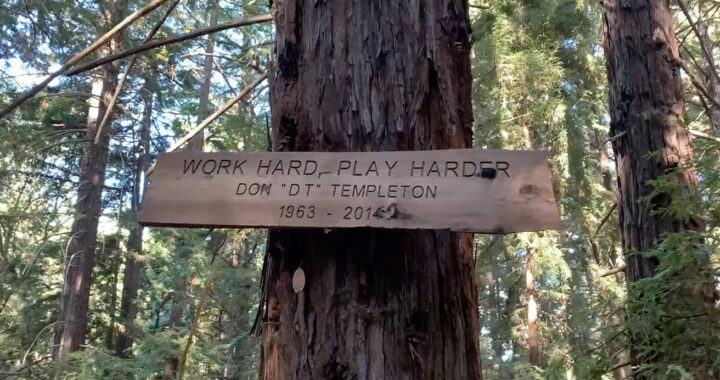 WORK HARD, PLAY HARDER
DON "DT" TEMPLETON
1963 - 2014